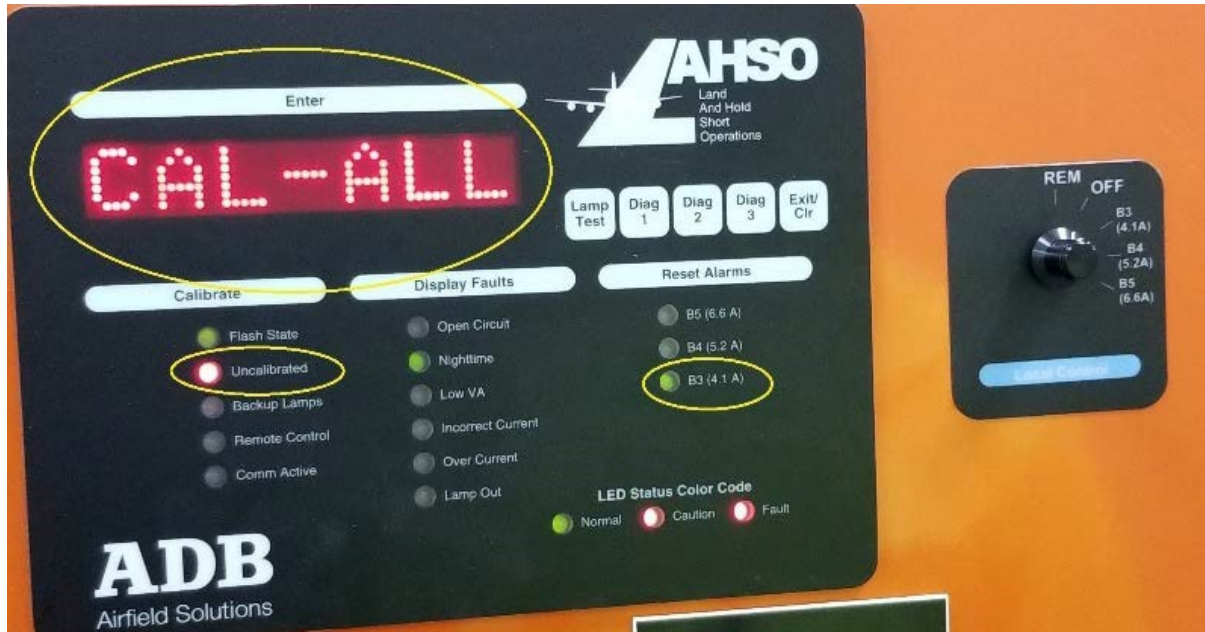 Enter
CAL-ALL
LAHSO
Land
And Hold
Short
Operations
Lamp
Test
Diag
1
Diag
2
Diag
3
Exit/
Clr
Calibrate
Flash State
Uncalibrated
Backup Lamps
Remote Control
Comm Active
Display Faults
Open Circuit
Nighttime
Low VA
Incorrect Current
Over Current
Lamp Out
Reset Alarms
B5 (6.6 A)
B4 (5.2 A)
B3 (4.1 A)
LED Status Color Code
Normal
Caution
Fault
ADB
Airfield Solutions
REM
OFF
B3
(4.1A)
B4
(5.2A)
B5
(6.6A)
Local Control